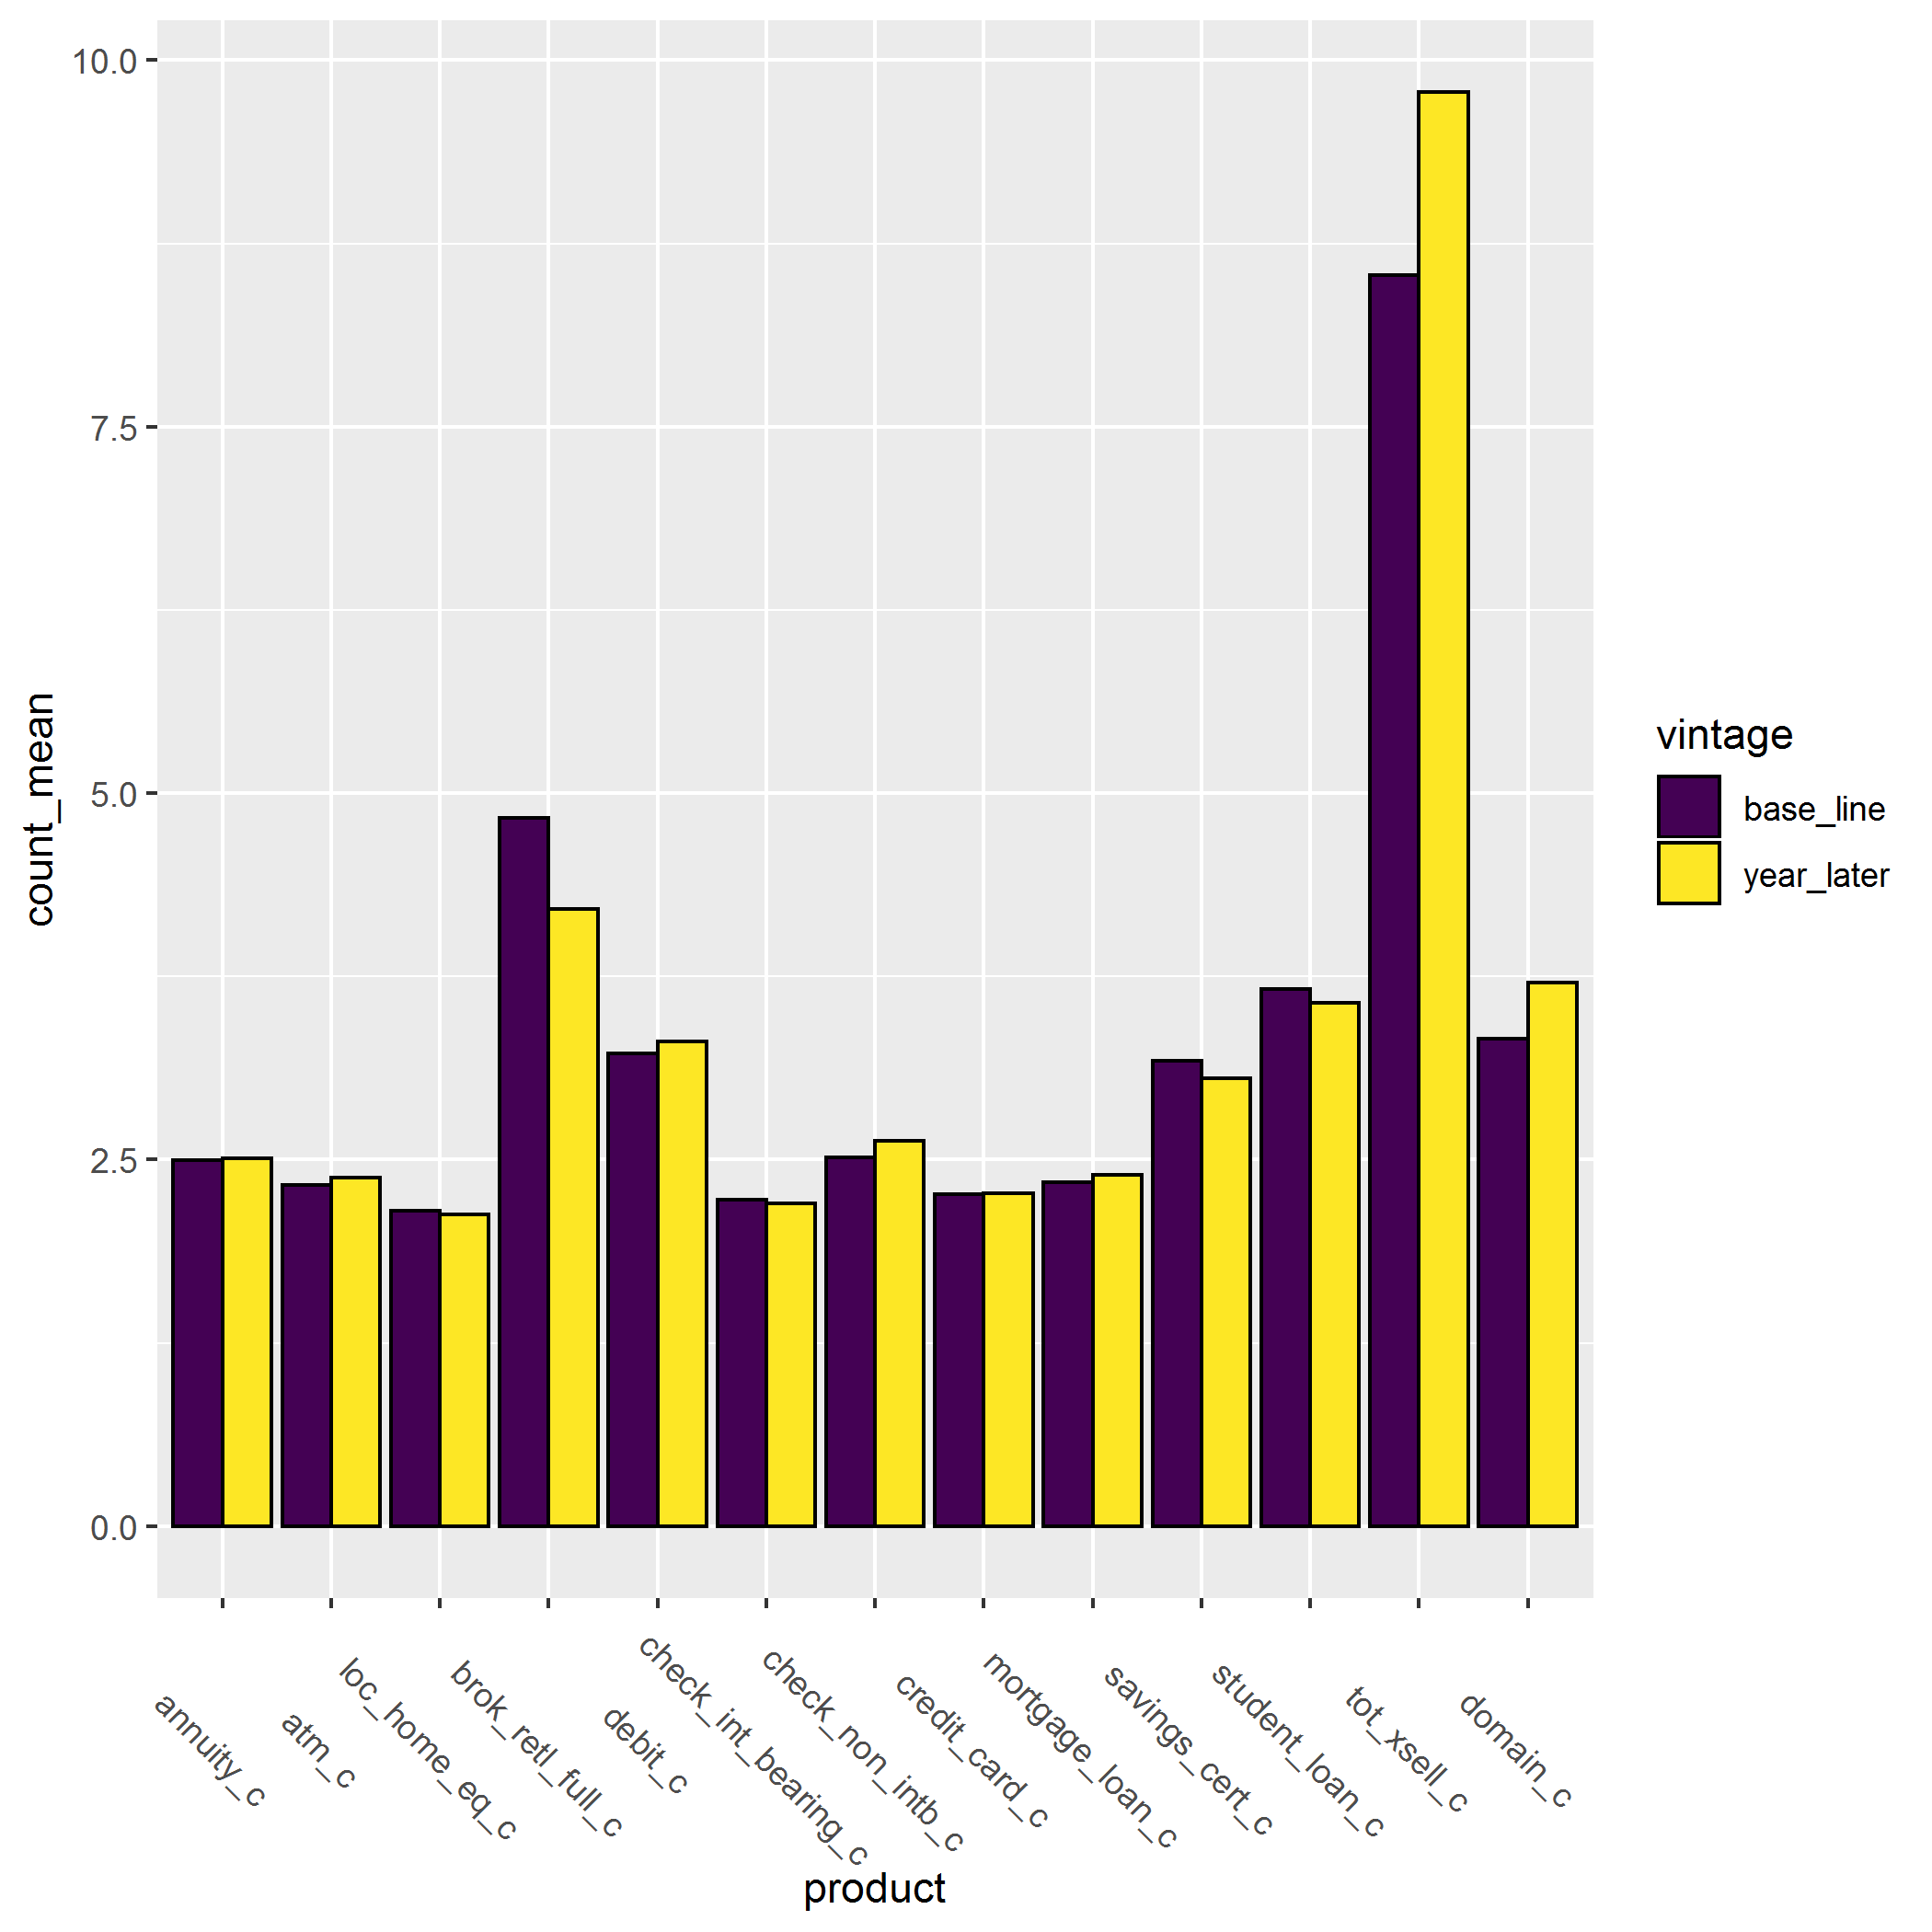 10.0
7.5
5.0
2.5
0.0
count_mean
annuity_c
atm_c
loc_home_eq_c
brok_retl_full_c
debit_c
check_int_bearing_c
check_non_intb_c
credit_card_c
mortgage_loan_c
savings_cert_c
student_loan_c
tot_xsell_c
domain_c
product
vintage
base_line
year_later